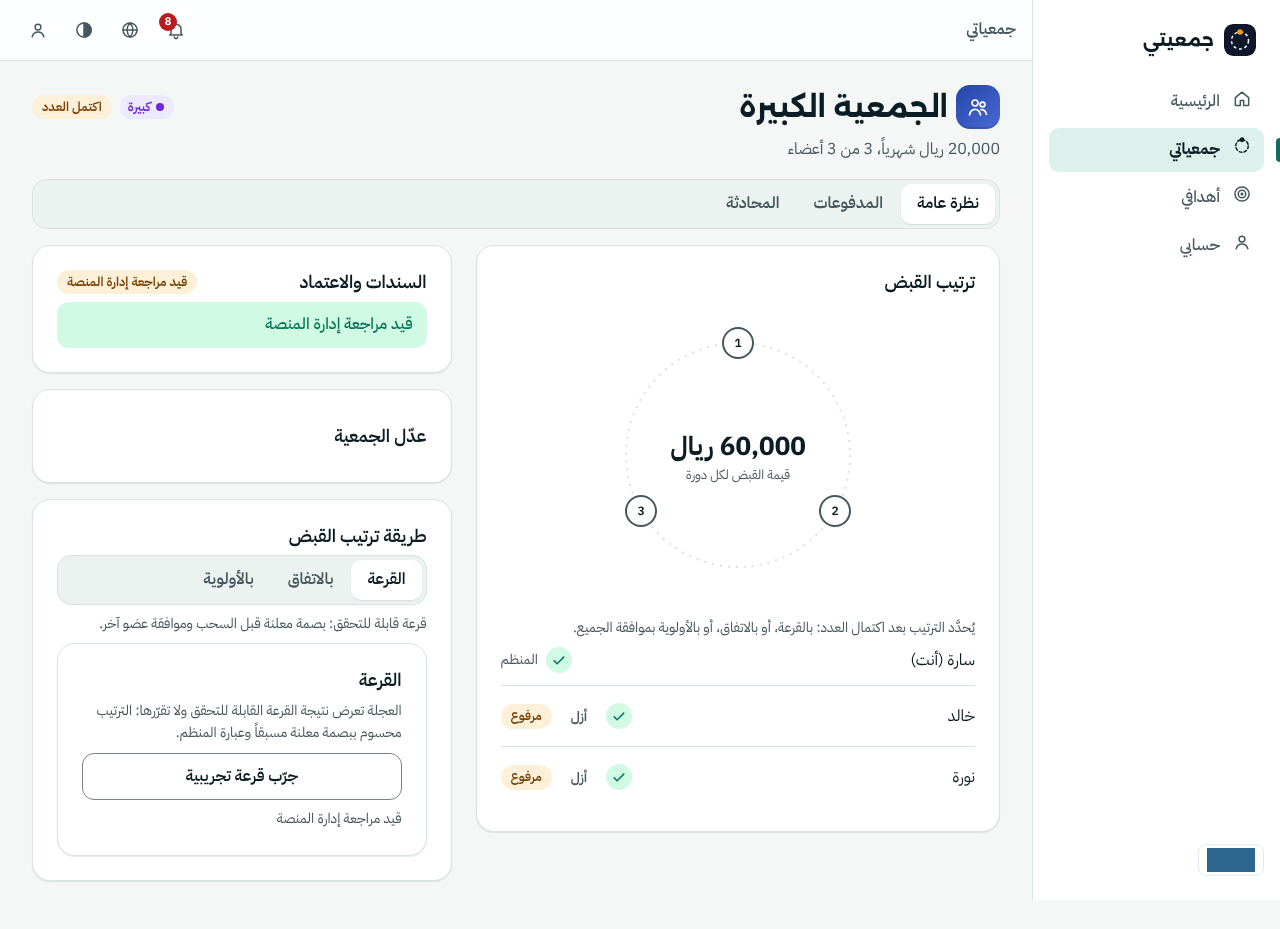 جمعيتي
الرئيسية
جمعياتي
أهدافي
حسابي
جمعياتي
8
الجمعية الكبيرة
كبيرة
اكتمل العدد
20,000 ريال شهرياً، 3 من 3 أعضاء
نظرة عامة
المدفوعات
المحادثة
ترتيب القبض
1
60,000 ريال
قيمة القبض لكل دورة
2
3
يُحدَّد الترتيب بعد اكتمال العدد: بالقرعة، أو بالاتفاق، أو بالأولوية بموافقة الجميع.
سارة (أنت)
المنظم
خالد
أزل
مرفوع
نورة
أزل
مرفوع
السندات والاعتماد
قيد مراجعة إدارة المنصة
قيد مراجعة إدارة المنصة
عدّل الجمعية
طريقة ترتيب القبض
القرعة
بالاتفاق
بالأولوية
قرعة قابلة للتحقق: بصمة معلنة قبل السحب وموافقة عضو آخر.
القرعة
العجلة تعرض نتيجة القرعة القابلة للتحقق ولا تقرّرها: الترتيب
محسوم ببصمة معلنة مسبقاً وعبارة المنظم.
جرّب قرعة تجريبية
قيد مراجعة إدارة المنصة